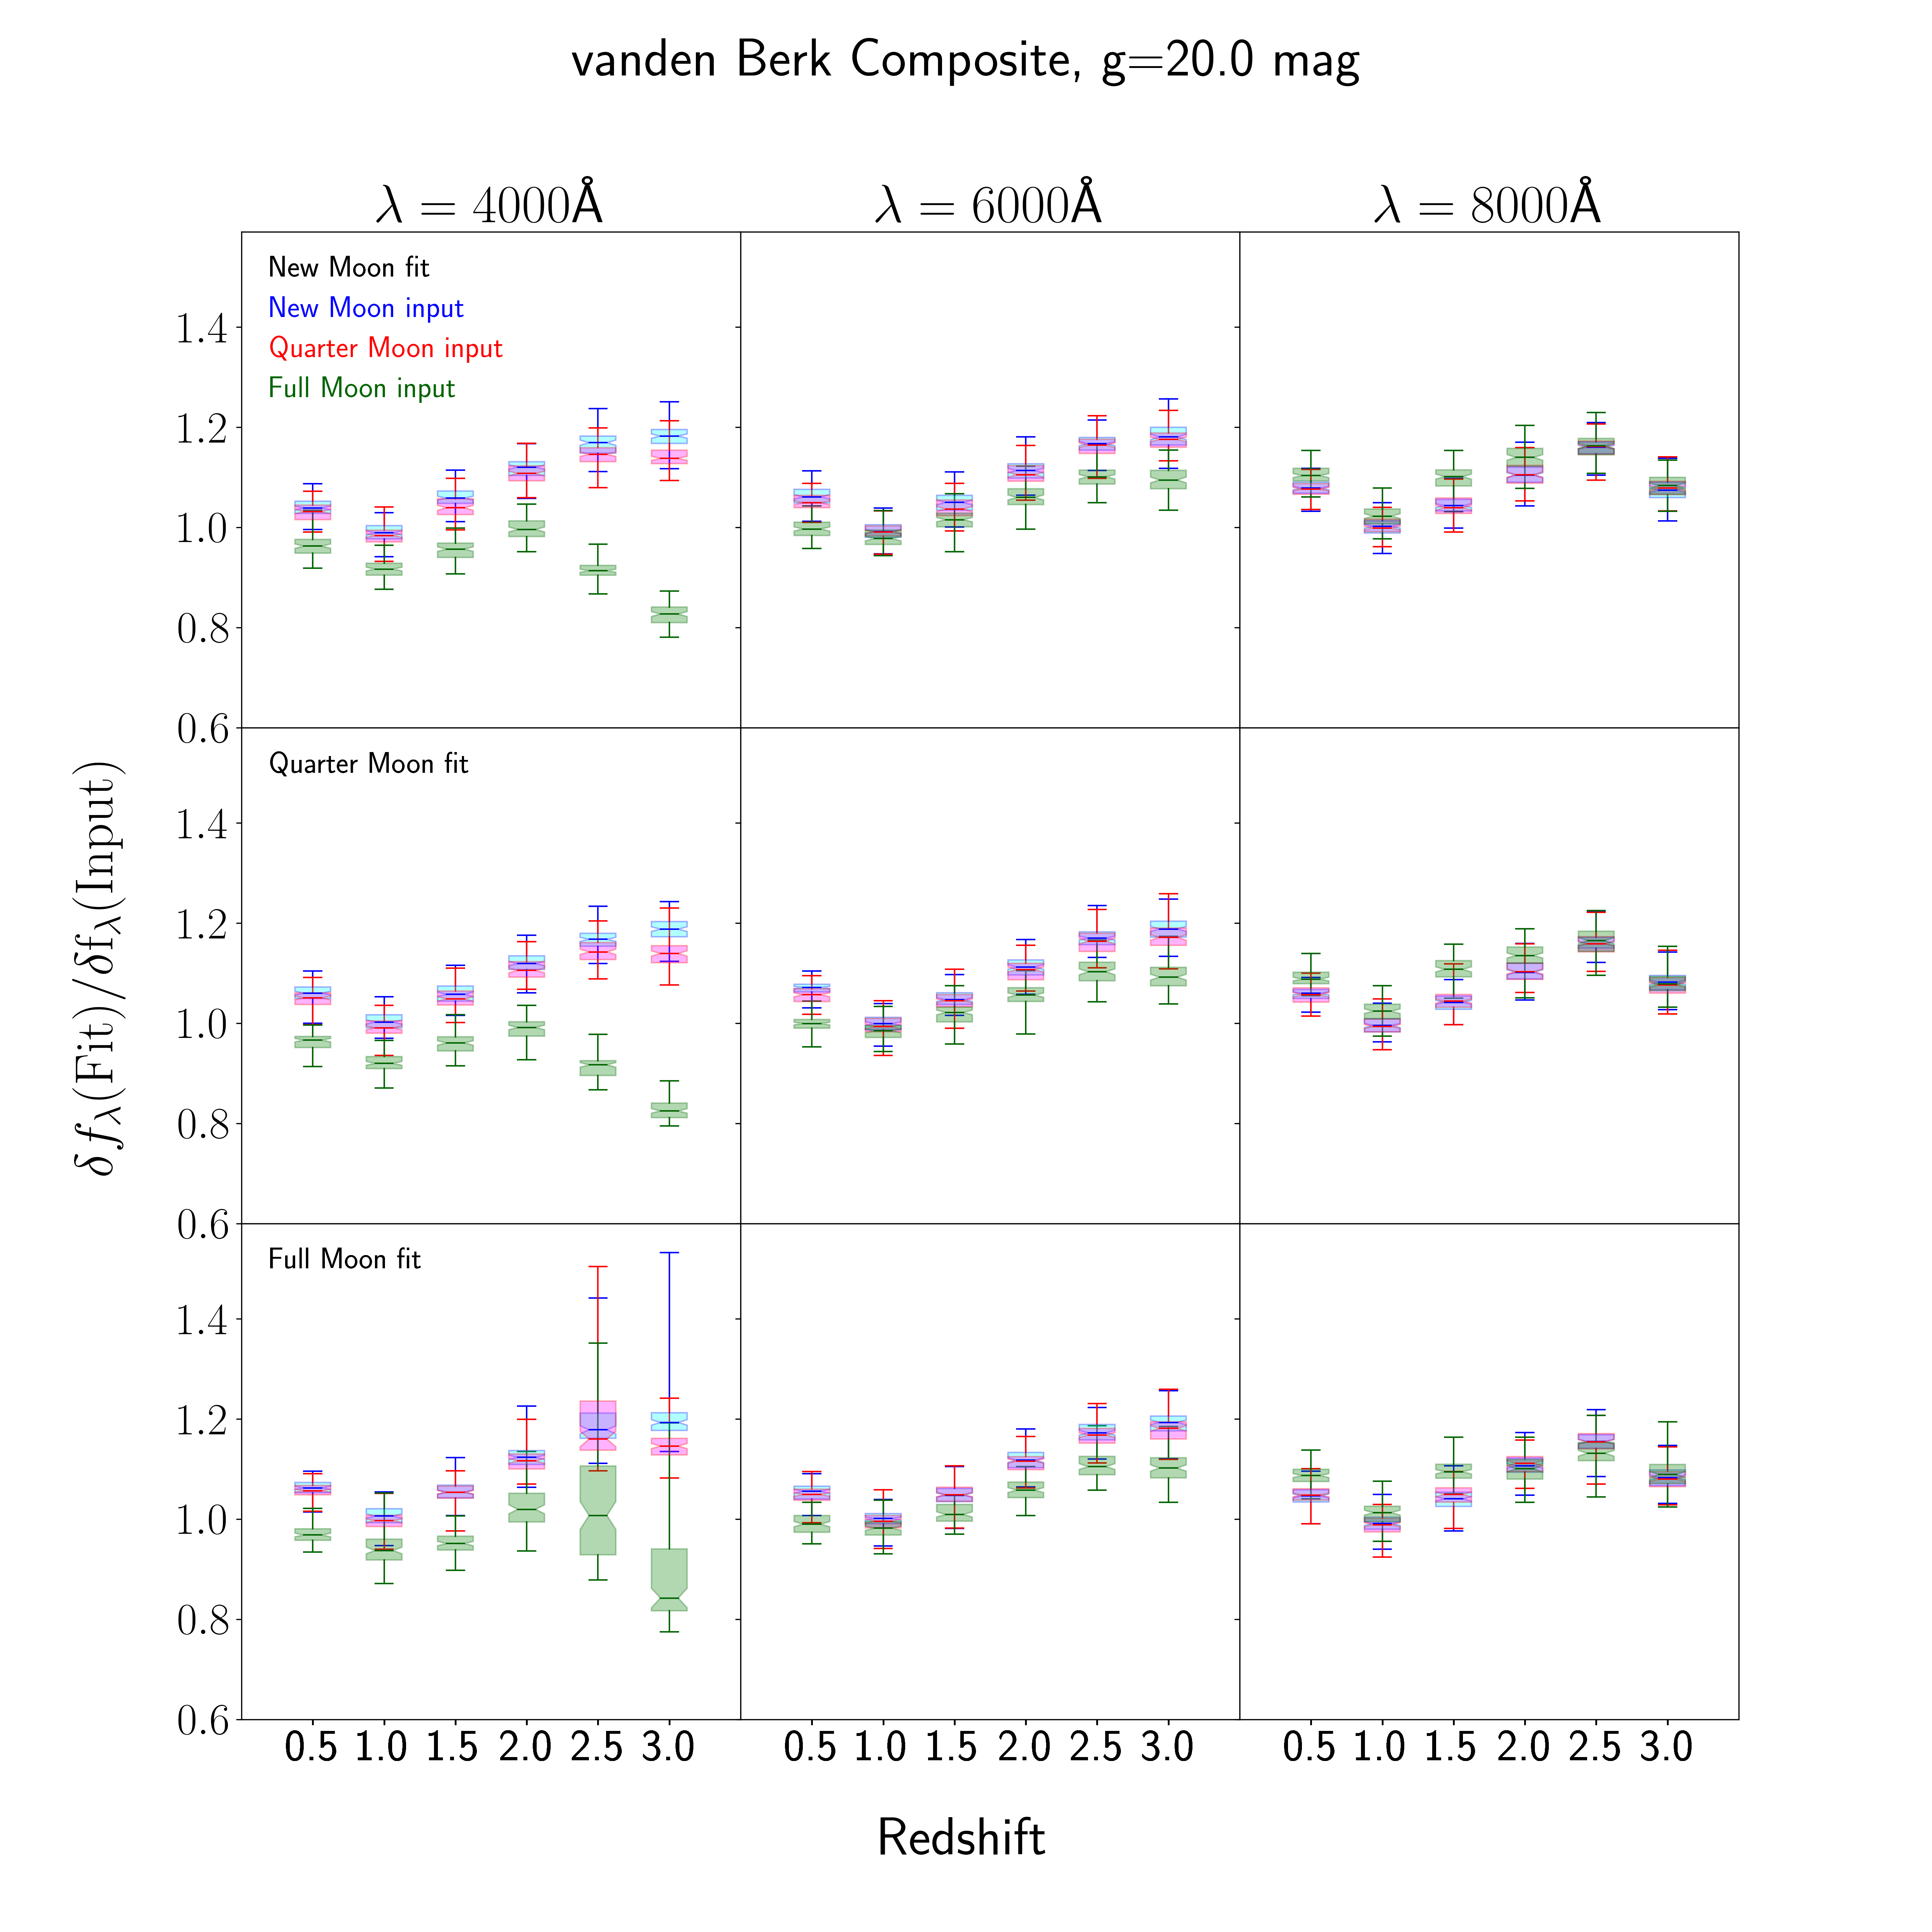 vanden Berk Composite, g=20.0 mag
λ = 4000Å
λ = 6000Å
λ = 8000Å
New Moon fit
New Moon input
Quarter Moon input
Full Moon input
1.4
1.2
1.0
0.8
0.6
Quarter Moon fit
1.4
1.2
1.0
0.8
0.6
Full Moon fit
1.4
1.2
1.0
0.8
0.6
δfλ(Fit)/δfλ(Input)
0.5 1.0 1.5 2.0 2.5 3.0
0.5 1.0 1.5 2.0 2.5 3.0
0.5 1.0 1.5 2.0 2.5 3.0
Redshift